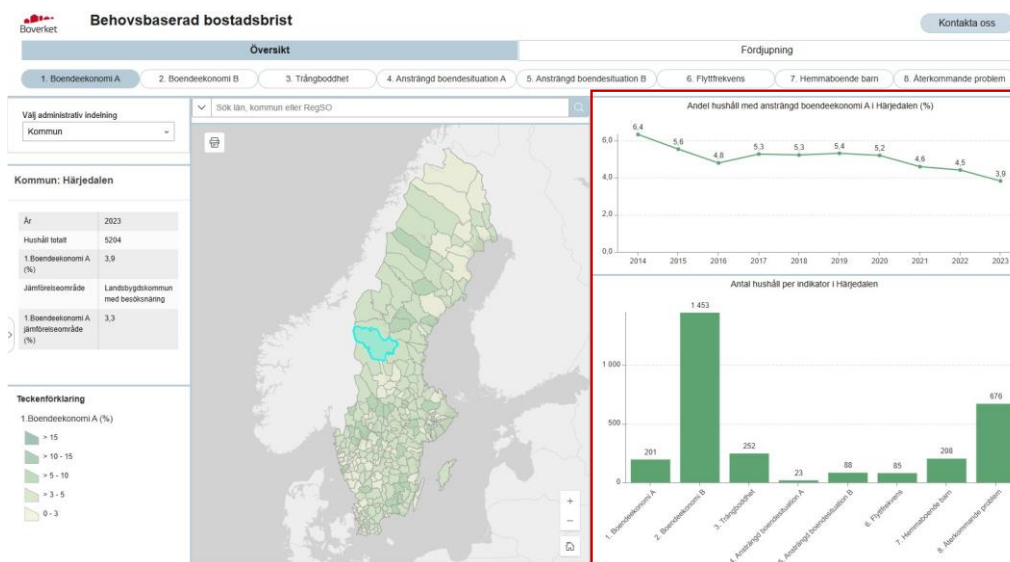 Boverket
Behovsbaserad bostadsbrist
Kontakta oss
Översikt
Fördjupning
1. Boendeekonomi A
2. Boendeekonomi B
3. Trångboddhet
4. Ansträngd boendesituation A
5. Ansträngd boendesituation B
6. Flyttfrekvens
7. Hemmaboende barn
8. Återkommande problem
Välj administrativ indelning
Kommun
Kommun: Härjedalen
År 2023
Hushåll totalt 5204
1.Boendeekonomi A (%) 3,9
Jämförelseområde Landsbygdskommun
med besöksnäring
1.Boendeekonomi A 3,3
jämförelseområde
(%)
Teckenförklaring
1.Boendeekonomi A (%)
> 15
> 10 - 15
> 5 - 10
> 3 - 5
0 - 3
Sök län, kommun eller RegSO
+
−
Andel hushåll med ansträngd boendeekonomi A i Härjedalen (%)
6,4
5,6
4,8
5,3
5,3
5,4
5,2
4,6
4,5
3,9
6,0
4,0
2,0
0,0
2014 2015 2016 2017 2018 2019 2020 2021 2022 2023
Antal hushåll per indikator i Härjedalen
1 453
1 000
500
0
201
252
23
88
85
208
676
1. Boendeekonomi A
2. Boendeekonomi B
3. Trångboddhet
4. Ansträngd boendesituation A
5. Ansträngd boendesituation B
6. Flyttfrekvens
7. Hemmaboende barn
8. Återkommande problem